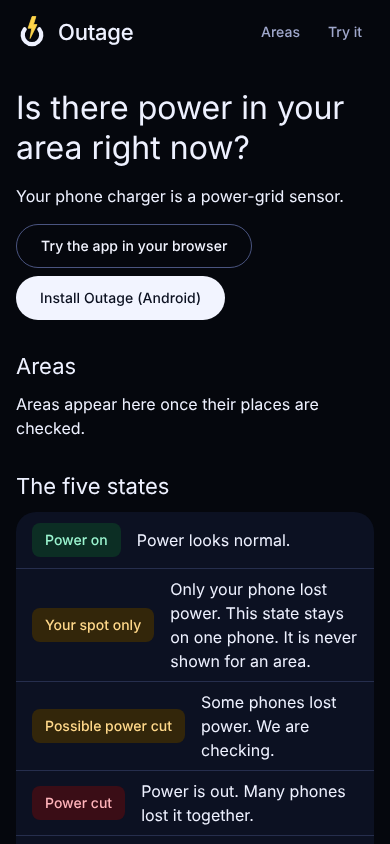 Outage
Areas
Try it
Is there power in your
area right now?
Your phone charger is a power-grid sensor.
Try the app in your browser
Install Outage (Android)
Areas
Areas appear here once their places are
checked.
The five states
Power on
Power looks normal.
Your spot only
Only your phone lost
power. This state stays
on one phone. It is never
shown for an area.
Possible power cut
Some phones lost
power. We are
checking.
Power cut
Power is out. Many phones
lost it together.